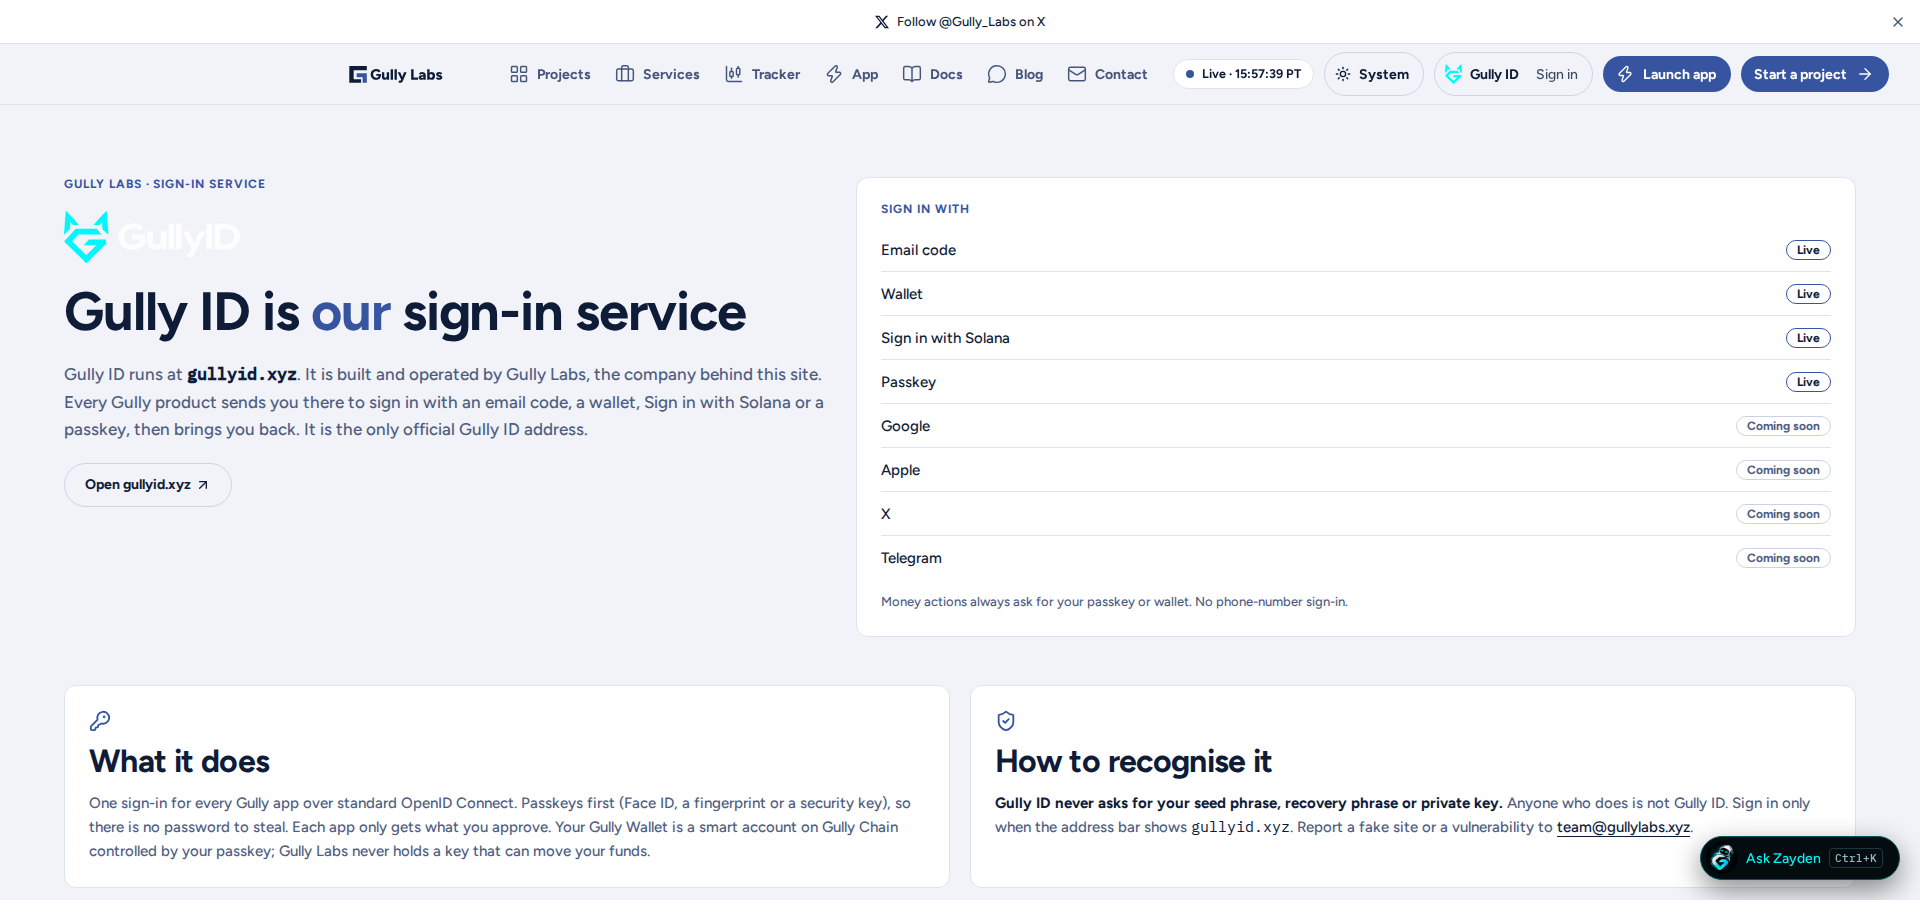 Follow @Gully_Labs on X
Gully Labs
Projects
Services
Tracker
App
Docs
Blog
Contact
Live · 15:57:39 PT
System
Gully ID Sign in
Launch app
Start a project
GULLY LABS · SIGN-IN SERVICE
GullyID
Gully ID is our sign-in service
Gully ID runs at gullyid.xyz. It is built and operated by Gully Labs, the company behind this site.
Every Gully product sends you there to sign in with an email code, a wallet, Sign in with Solana or a
passkey, then brings you back. It is the only official Gully ID address.
Open gullyid.xyz
SIGN IN WITH
Email code Live
Wallet Live
Sign in with Solana Live
Passkey Live
Google Coming soon
Apple Coming soon
X Coming soon
Telegram Coming soon
Money actions always ask for your passkey or wallet. No phone-number sign-in.
What it does
One sign-in for every Gully app over standard OpenID Connect. Passkeys first (Face ID, a fingerprint or a security key), so
there is no password to steal. Each app only gets what you approve. Your Gully Wallet is a smart account on Gully Chain
controlled by your passkey; Gully Labs never holds a key that can move your funds.
How to recognise it
Gully ID never asks for your seed phrase, recovery phrase or private key. Anyone who does is not Gully ID. Sign in only
when the address bar shows gullyid.xyz. Report a fake site or a vulnerability to team@gullylabs.xyz.
Ask Zayden Ctrl+K